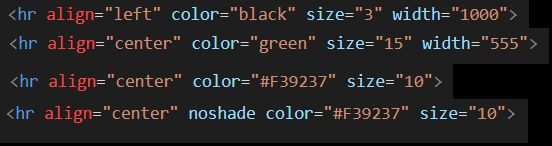 <hr align="left" color="black" size="3" width="1000">
<hr align="center" color="green" size="15" width="555">
<hr align="center" color="#F39237" size="10">
<hr align="center" noshade color="#F39237" size="10">